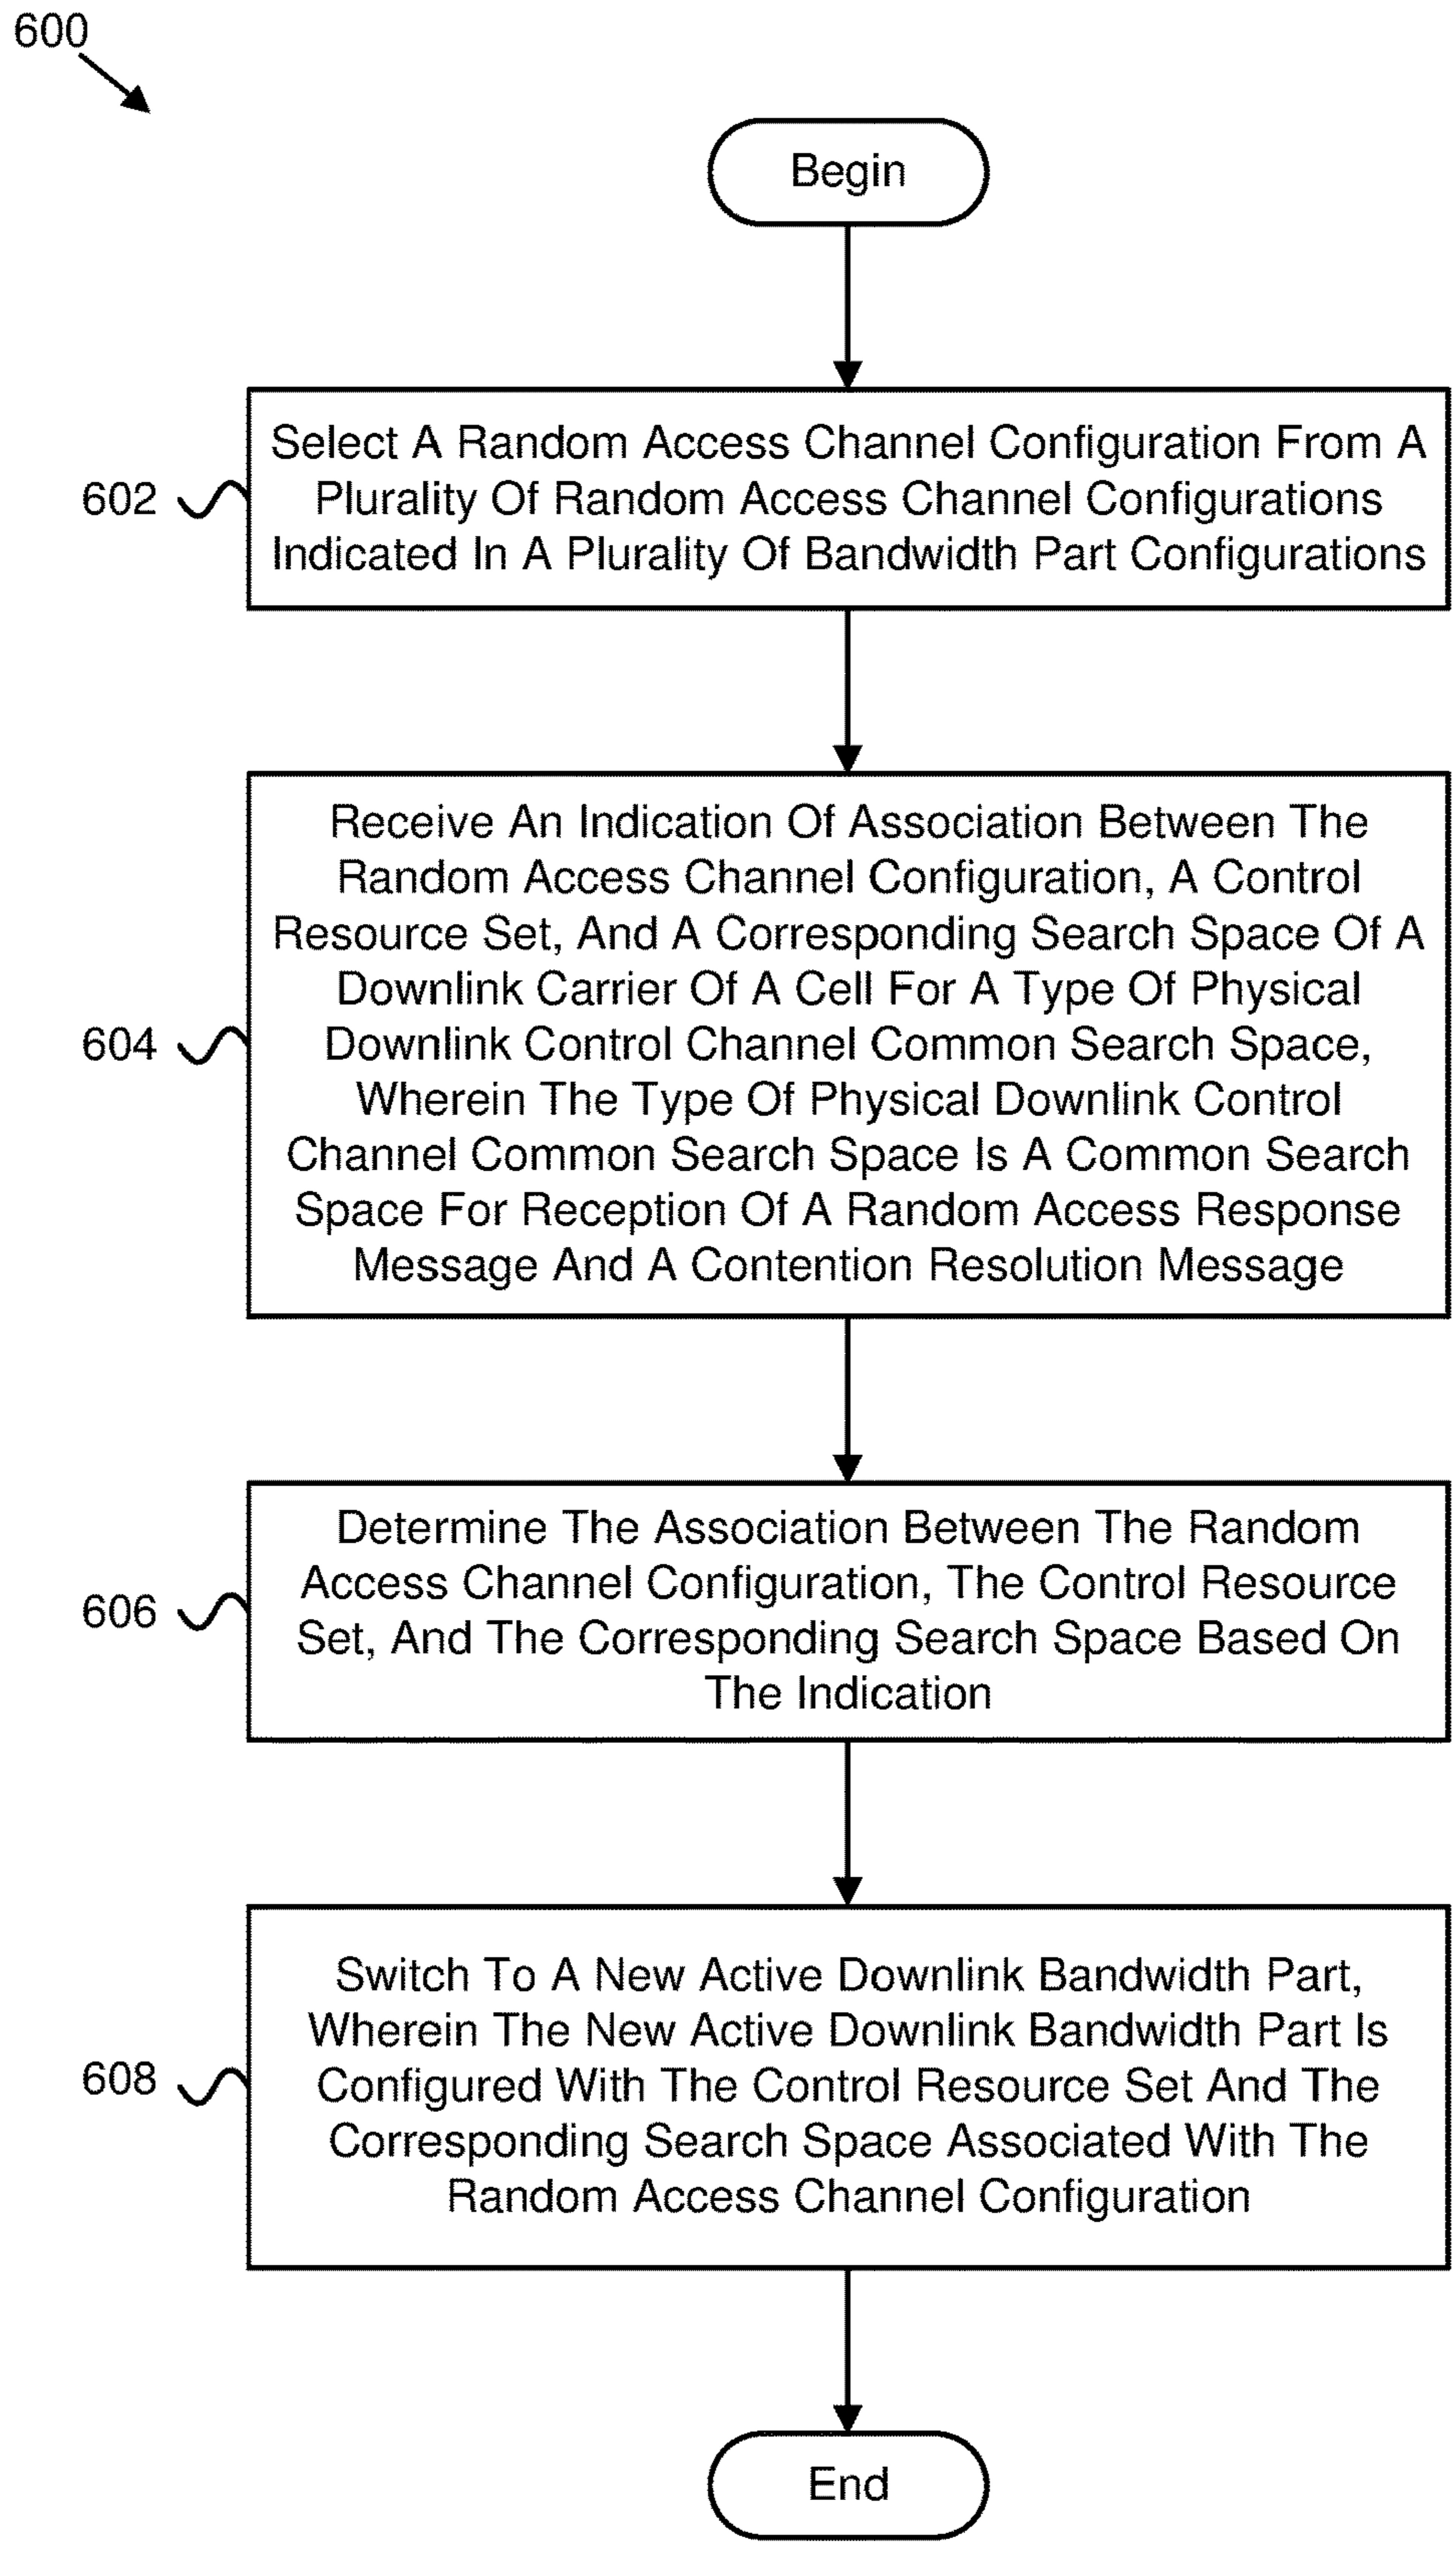 600
Begin
602
Select A Random Access Channel Configuration From A
Plurality Of Random Access Channel Configurations
Indicated In A Plurality Of Bandwidth Part Configurations
604
Receive An Indication Of Association Between The
Random Access Channel Configuration, A Control
Resource Set, And A Corresponding Search Space Of A
Downlink Carrier Of A Cell For A Type Of Physical
Downlink Control Channel Common Search Space,
Wherein The Type Of Physical Downlink Control
Channel Common Search Space Is A Common Search
Space For Reception Of A Random Access Response
Message And A Contention Resolution Message
606
Determine The Association Between The Random
Access Channel Configuration, The Control Resource
Set, And The Corresponding Search Space Based On
The Indication
608
Switch To A New Active Downlink Bandwidth Part,
Wherein The New Active Downlink Bandwidth Part Is
Configured With The Control Resource Set And The
Corresponding Search Space Associated With The
Random Access Channel Configuration
End